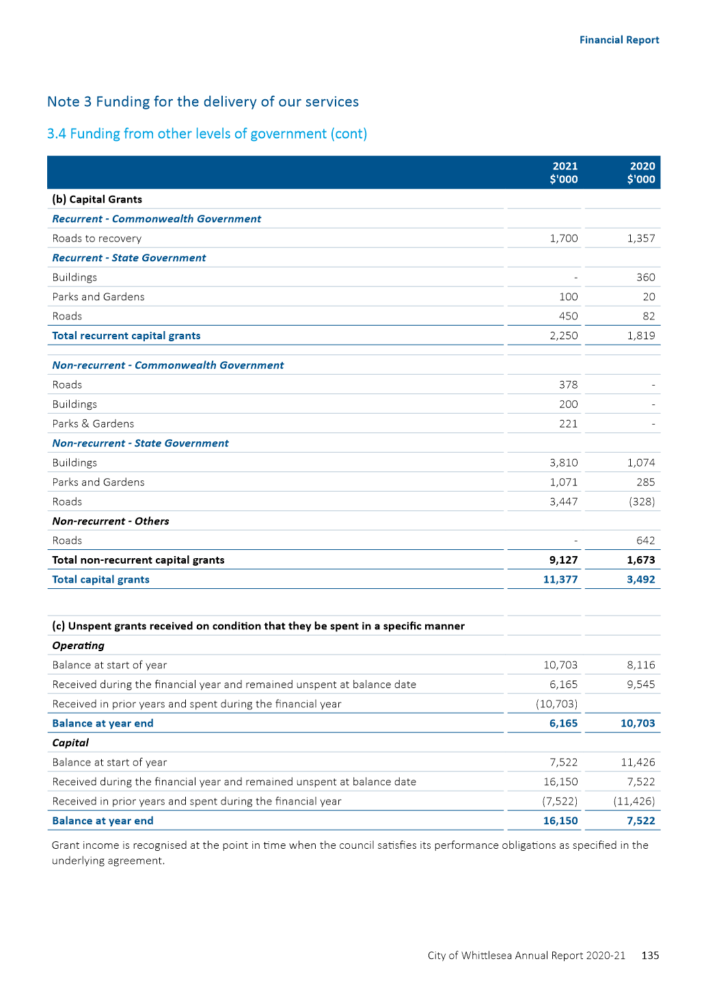 Financial Report
Note 3 Funding for the delivery of our services
3.4 Funding from other levels of government (cont)
2021 2020
$'000 $'000
(b) Capital Grants
Recurrent - Commonwealth Government
Roads to recovery 1,700 1,357
Recurrent - State Government
Buildings - 360
Parks and Gardens 100 20
Roads 450 82
Total recurrent capital grants 2,250 1,819
Non-recurrent - Commonwealth Government
Roads 378 -
Buildings 200 -
Parks & Gardens 221 -
Non-recurrent - State Government
Buildings 3,810 1,074
Parks and Gardens 1,071 285
Roads 3,447 (328)
Non-recurrent - Others
Roads - 642
Total non-recurrent capital grants 9,127 1,673
Total capital grants 11,377 3,492
(c) Unspent grants received on condition that they be spent in a specific manner
Operating
Balance at start of year 10,703 8,116
Received during the financial year and remained unspent at balance date 6,165 9,545
Received in prior years and spent during the financial year (10,703)
Balance at year end 6,165 10,703
Capital
Balance at start of year 7,522 11,426
Received during the financial year and remained unspent at balance date 16,150 7,522
Received in prior years and spent during the financial year (7,522) (11,426)
Balance at year end 16,150 7,522
Grant income is recognised at the point in time when the council satisfies its performance obligations as specified in the
underlying agreement.
City of Whittlesea Annual Report 2020-21 135